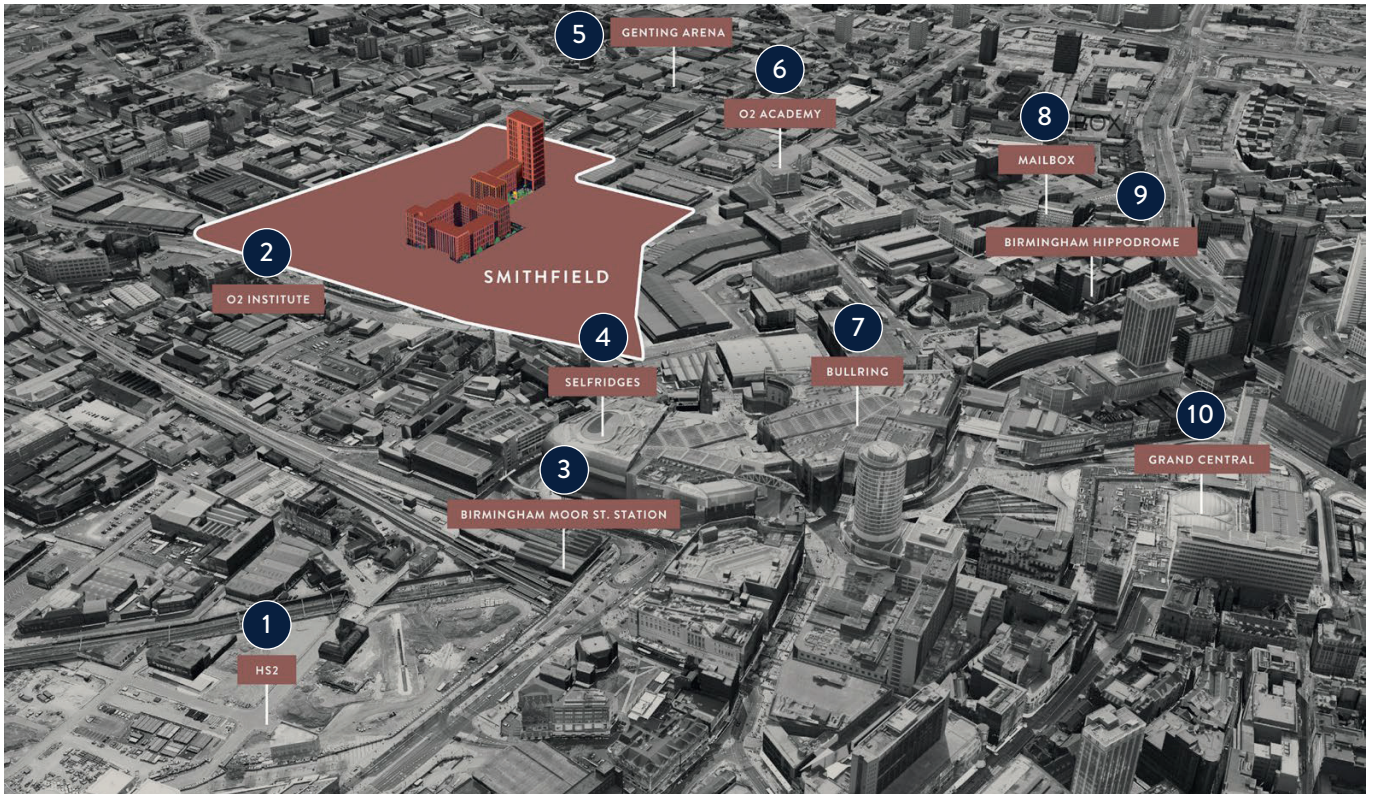 5
GENTING ARENA
6
O2 ACADEMY
8
BOX
MAILBOX
9
BIRMINGHAM HIPPODROME
2
O2 INSTITUTE
SMITHFIELD
4
SELFRIDGES
7
BULLRING
10
GRAND CENTRAL
3
BIRMINGHAM MOOR ST. STATION
1
HS2